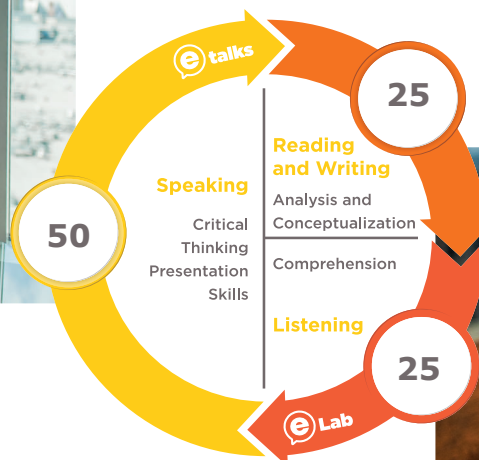 e talks
25
Reading
and Writing
Analysis and
Conceptualization
Speaking
Critical
Thinking
Presentation
Skills
50
Comprehension
Listening
25
e Lab